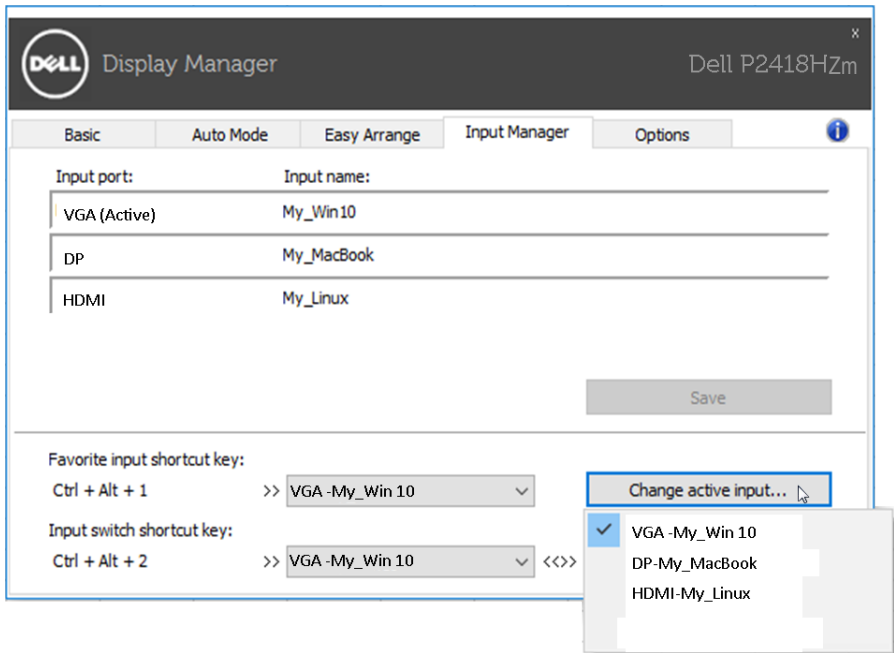 DELL Display Manager
x
Dell P2418HZm
Basic Auto Mode Easy Arrange Input Manager Options i
Input port: Input name:
VGA (Active) My_Win10
DP My_MacBook
HDMI My_Linux
Save
Favorite input shortcut key:
Ctrl + Alt + 1 >> VGA -My_Win 10 Change active input...
Input switch shortcut key:
Ctrl + Alt + 2 >> VGA -My_Win 10 <<>>
VGA -My_Win 10
DP-My_MacBook
HDMI-My_Linux